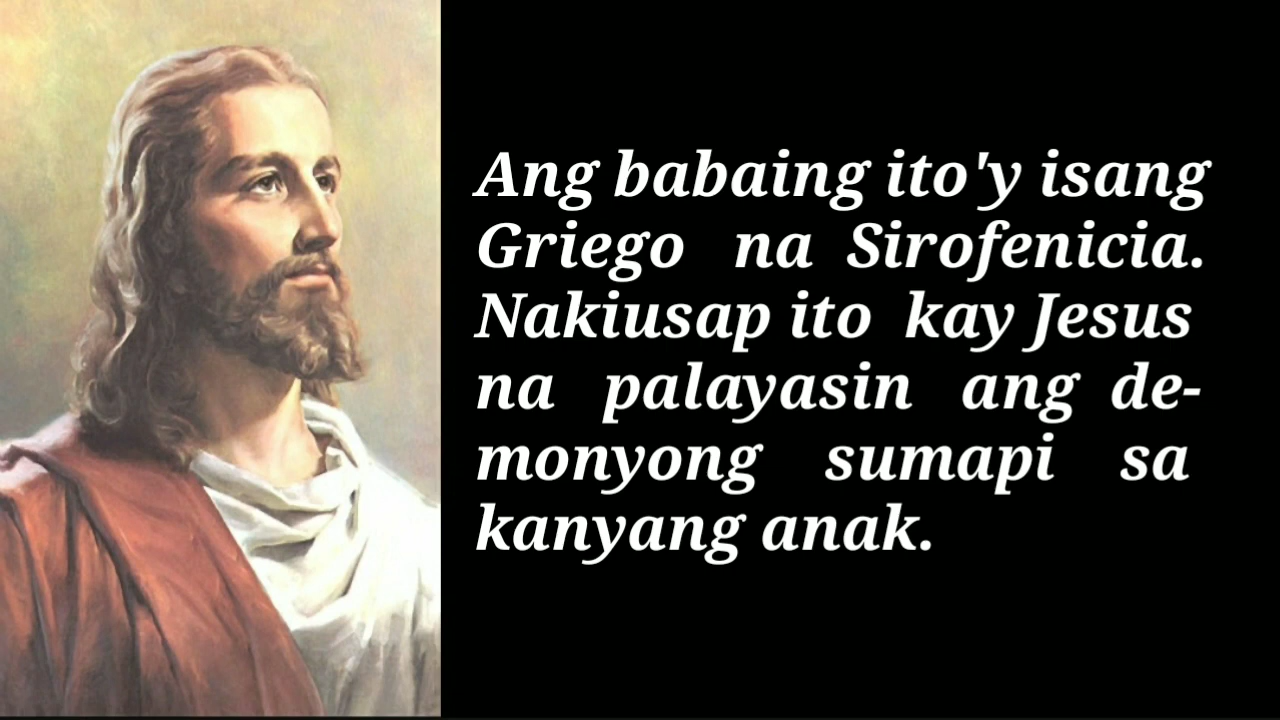 Ang babaing ito'y isang
Griego na Sirofenicia.
Nakiusap ito kay Jesus
na palayasin ang de-
monyong sumapi sa
kanyang anak.